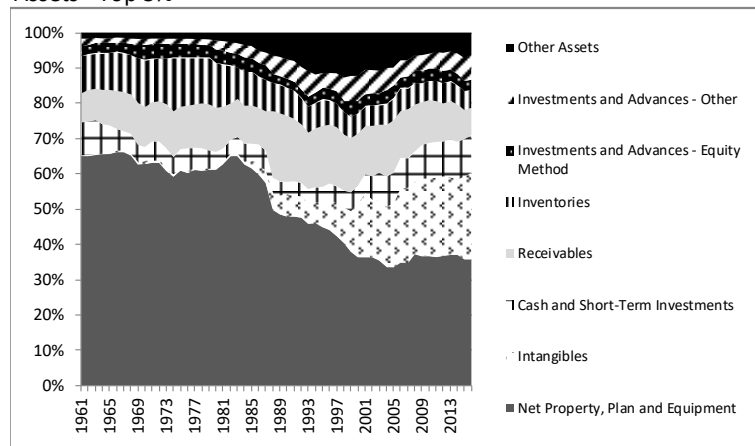 100%
90%
80%
70%
60%
50%
40%
30%
20%
10%
0%
1961
1965
1969
1973
1977
1981
1985
1989
1993
1997
2001
2005
2009
2013
Other Assets
Investments and Advances - Other
Investments and Advances - Equity
Method
Inventories
Receivables
Cash and Short-Term Investments
Intangibles
Net Property, Plan and Equipment